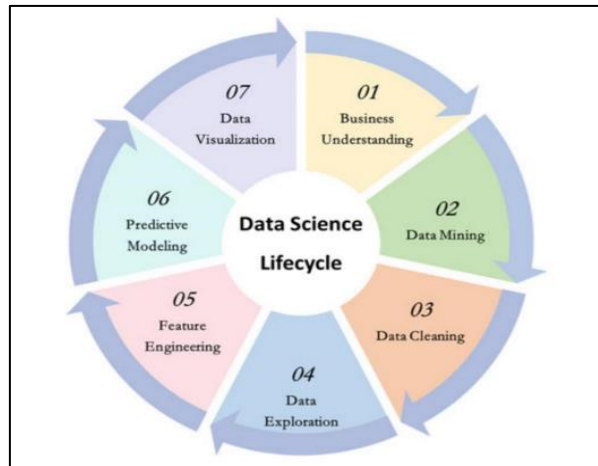 Data Science
Lifecycle
01
Business
Understanding
02
Data Mining
03
Data Cleaning
04
Data
Exploration
05
Feature
Engineering
06
Predictive
Modeling
07
Data
Visualization